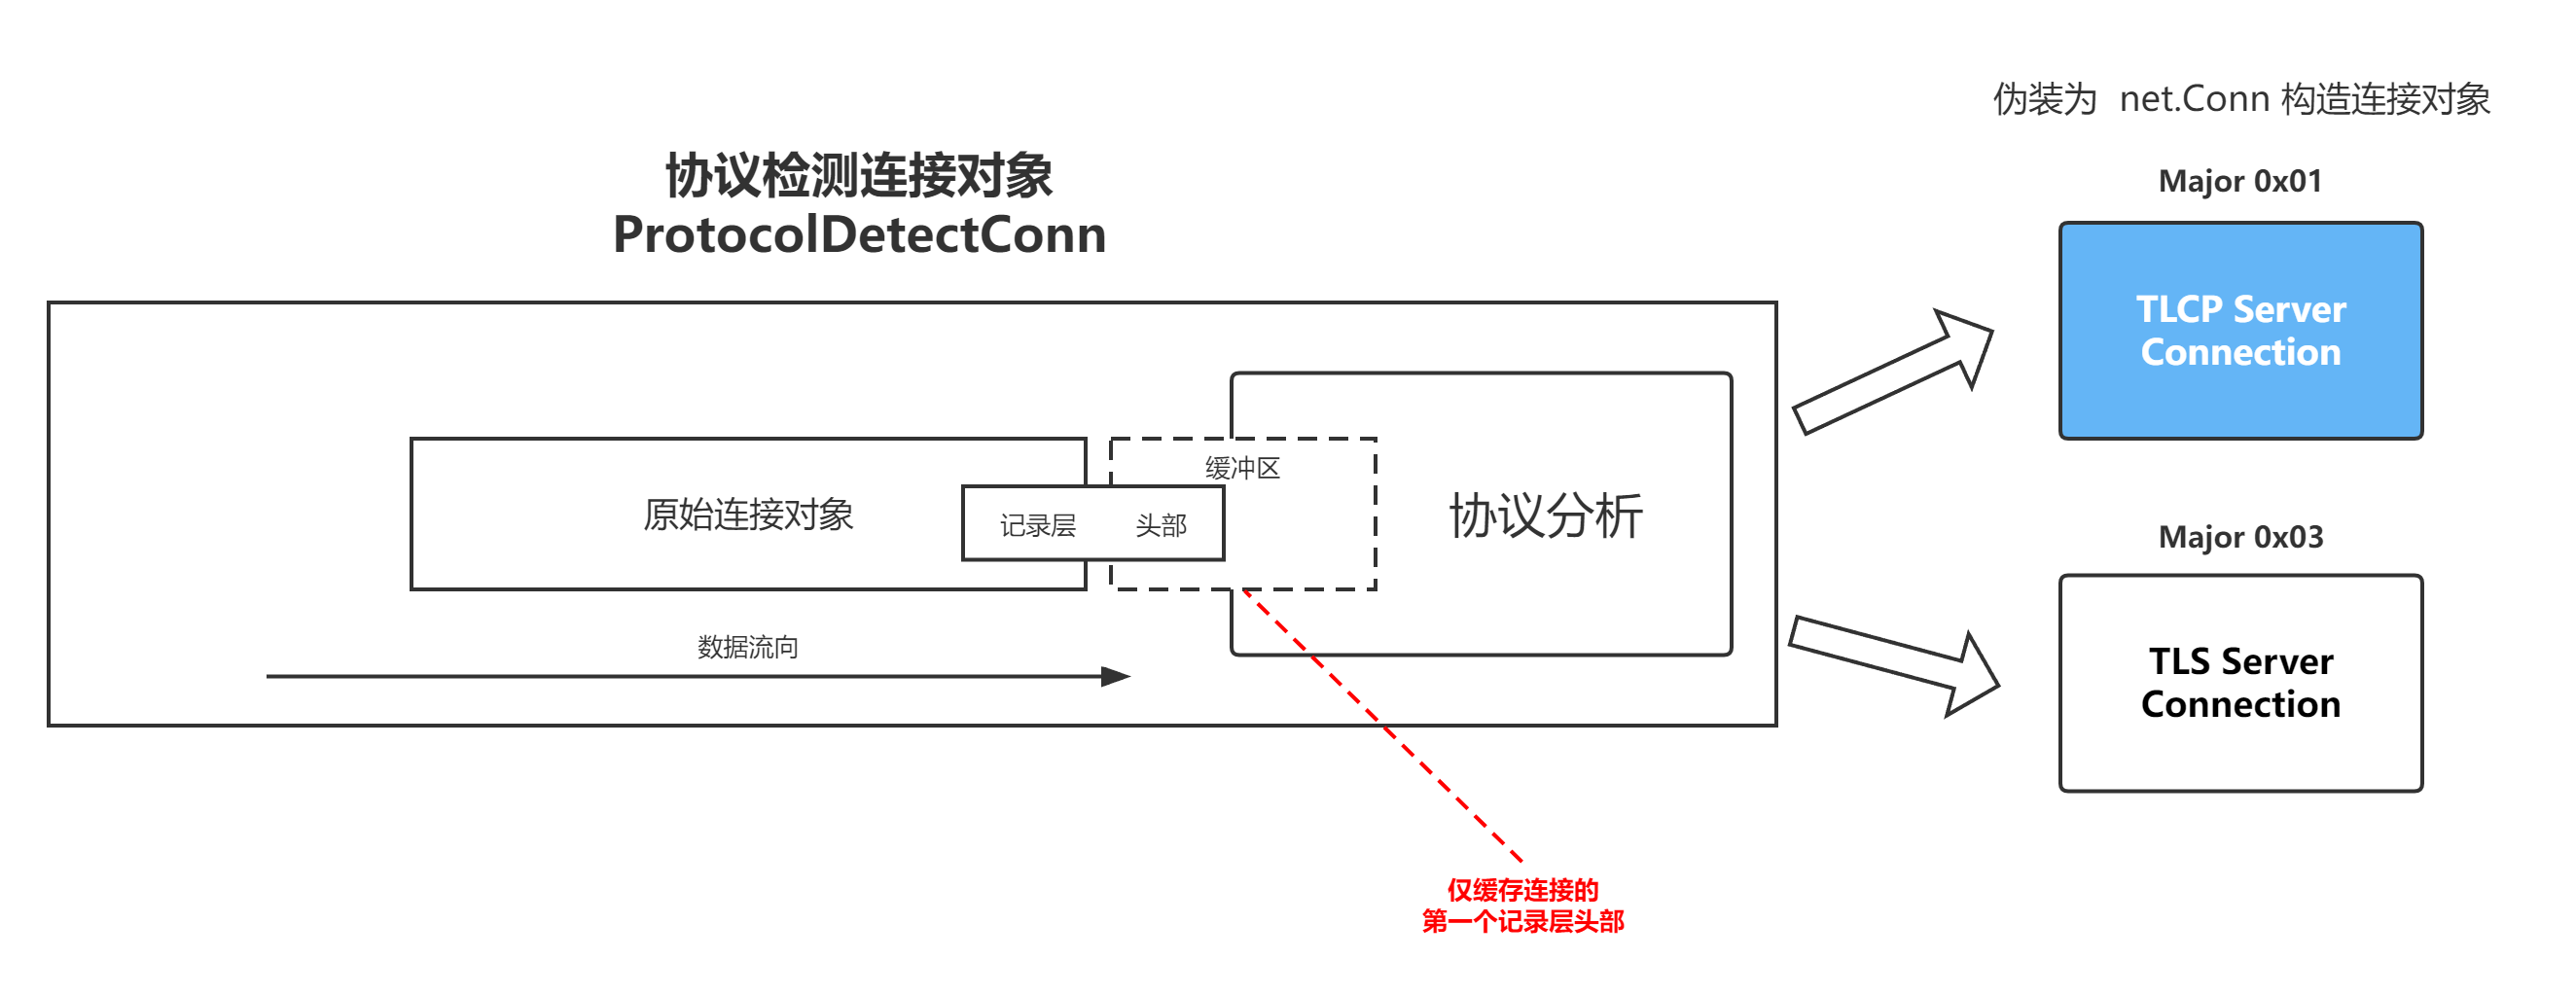 伪装为 net.Conn 构造连接对象
协议检测连接对象
ProtocolDetectConn
Major 0x01
TLCP Server
Connection
缓冲区
原始连接对象
记录层 头部
协议分析
数据流向
Major 0x03
TLS Server
Connection
仅缓存连接的
第一个记录层头部